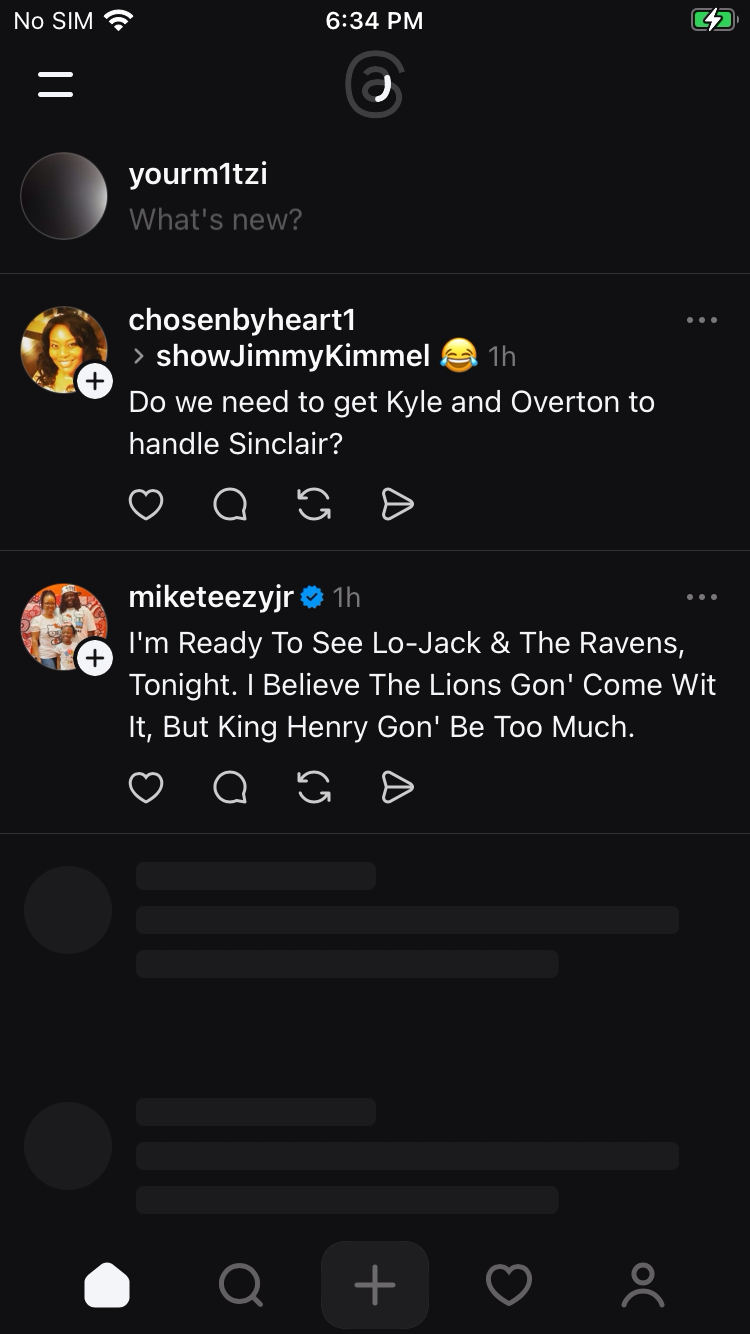 No SIM 6:34 PM
yourm1tzi
What's new?
chosenbyheart1
> showJimmyKimmel 😂 1h
Do we need to get Kyle and Overton to
handle Sinclair?
miketeezyjr 1h
I'm Ready To See Lo-Jack & The Ravens,
Tonight. I Believe The Lions Gon' Come Wit
It, But King Henry Gon' Be Too Much.